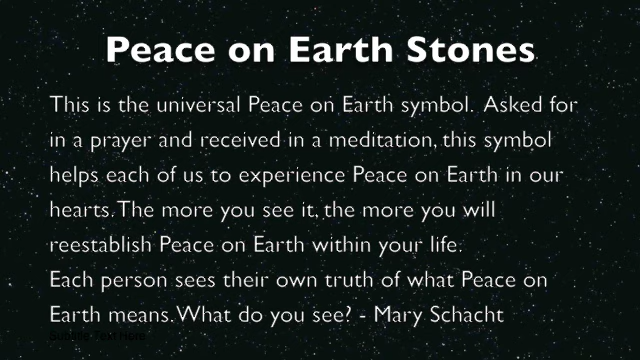 Peace on Earth Stones
This is the universal Peace on Earth symbol.  Asked for
in a prayer and received in a meditation, this symbol
helps each of us to experience Peace on Earth in our
hearts. The more you see it, the more you will
reestablish Peace on Earth within your life.
Each person sees their own truth of what Peace on
Earth means. What do you see? - Mary Schacht
Subtitle Text Here